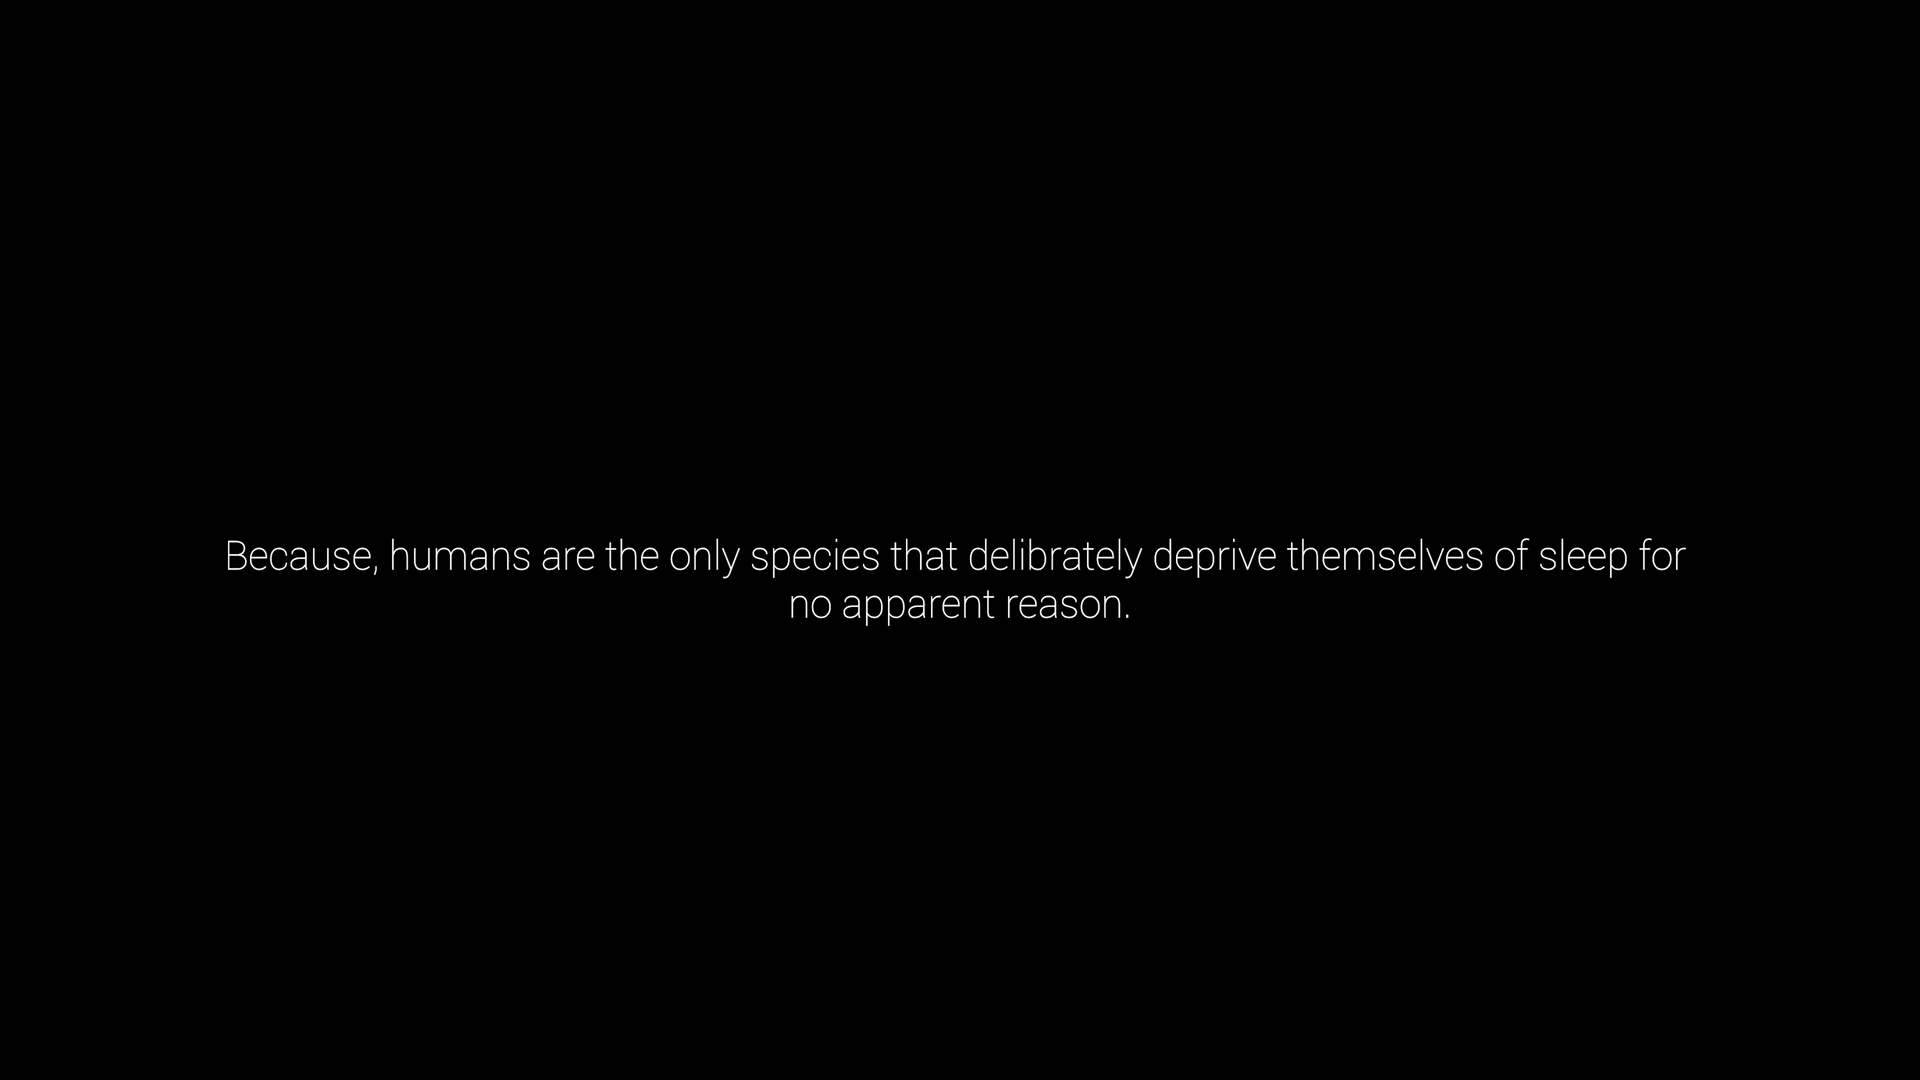 Because, humans are the only species that delibrately deprive themselves of sleep for
no apparent reason.